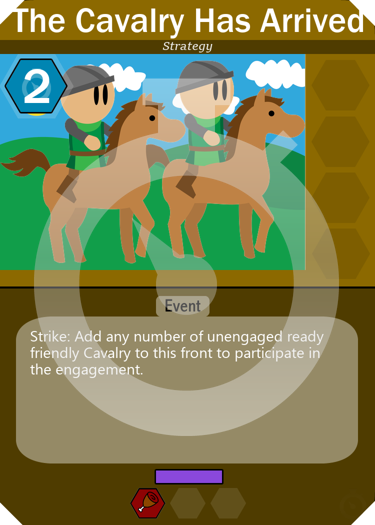 The Cavalry Has Arrived
Strategy
2
Event
Strike: Add any number of unengaged ready
friendly Cavalry to this front to participate in
the engagement.